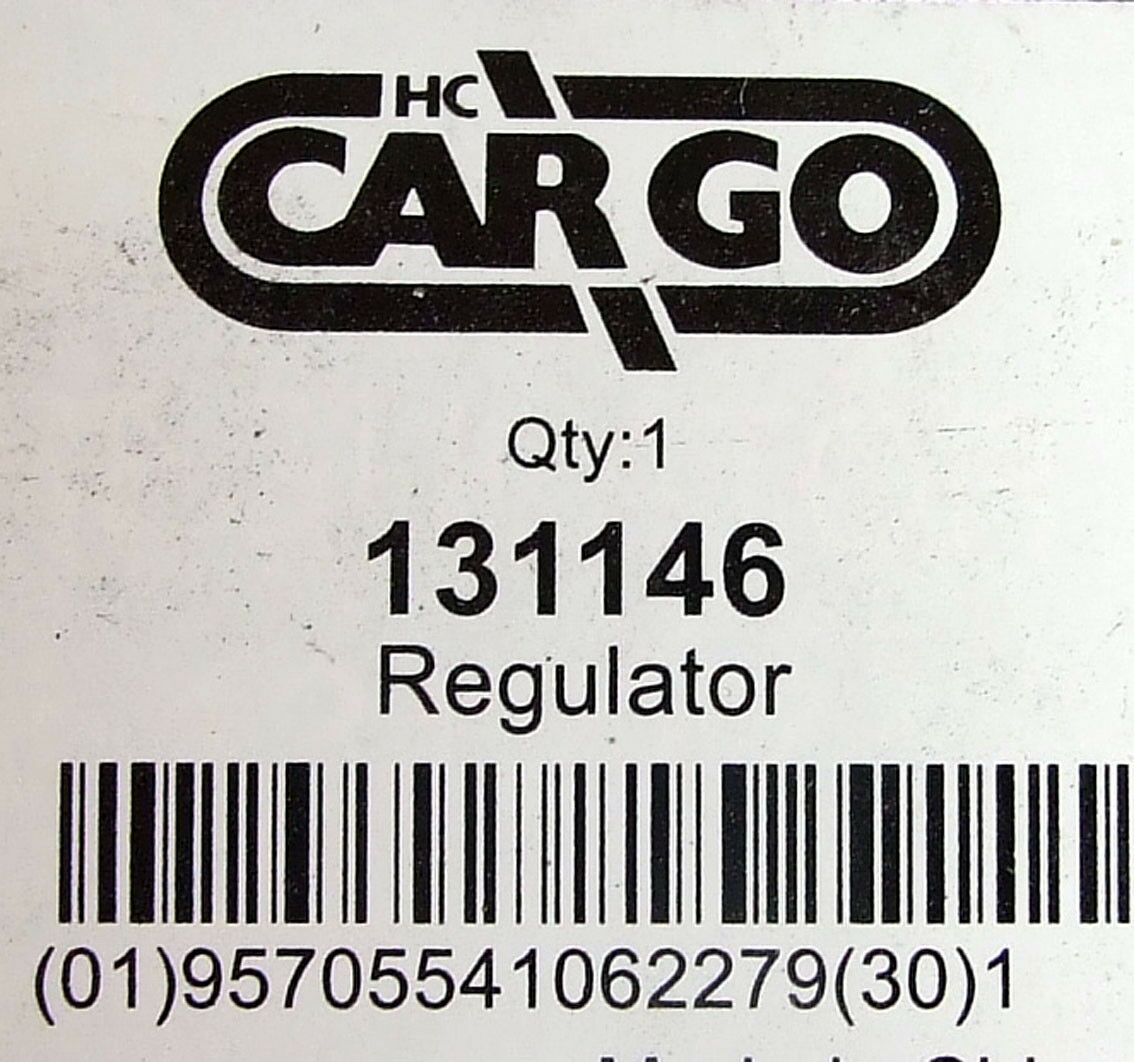 HC
CARGO
Qty:1
131146
Regulator
(01)95705541062279(30)1